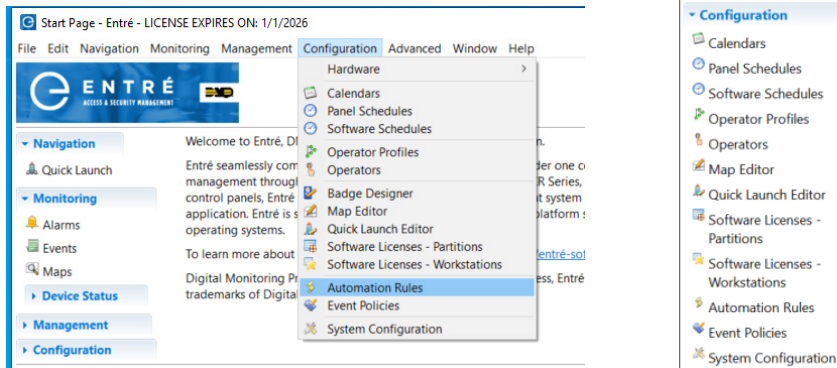 Start Page - Entré - LICENSE EXPIRES ON: 1/1/2026
File Edit Navigation Monitoring Management Configuration Advanced Window Help
ENTRÉ
ACCESS & SECURITY MANAGEMENT
Navigation
Quick Launch
Monitoring
Alarms
Events
Maps
Device Status
Management
Configuration
Welcome to Entré, D
n.
Entré seamlessly com
der one c
management throug
R Series,
control panels, Entré
t system
application. Entré is s
latform s
operating systems.
To learn more about
entré-sof
Digital Monitoring Pr
ess, Entré
trademarks of Digita
Hardware
Calendars
Panel Schedules
Software Schedules
Operator Profiles
Operators
Badge Designer
Map Editor
Quick Launch Editor
Software Licenses - Partitions
Software Licenses - Workstations
Automation Rules
Event Policies
System Configuration
Configuration
Calendars
Panel Schedules
Software Schedules
Operator Profiles
Operators
Map Editor
Quick Launch Editor
Software Licenses -
Partitions
Software Licenses -
Workstations
Automation Rules
Event Policies
System Configuration